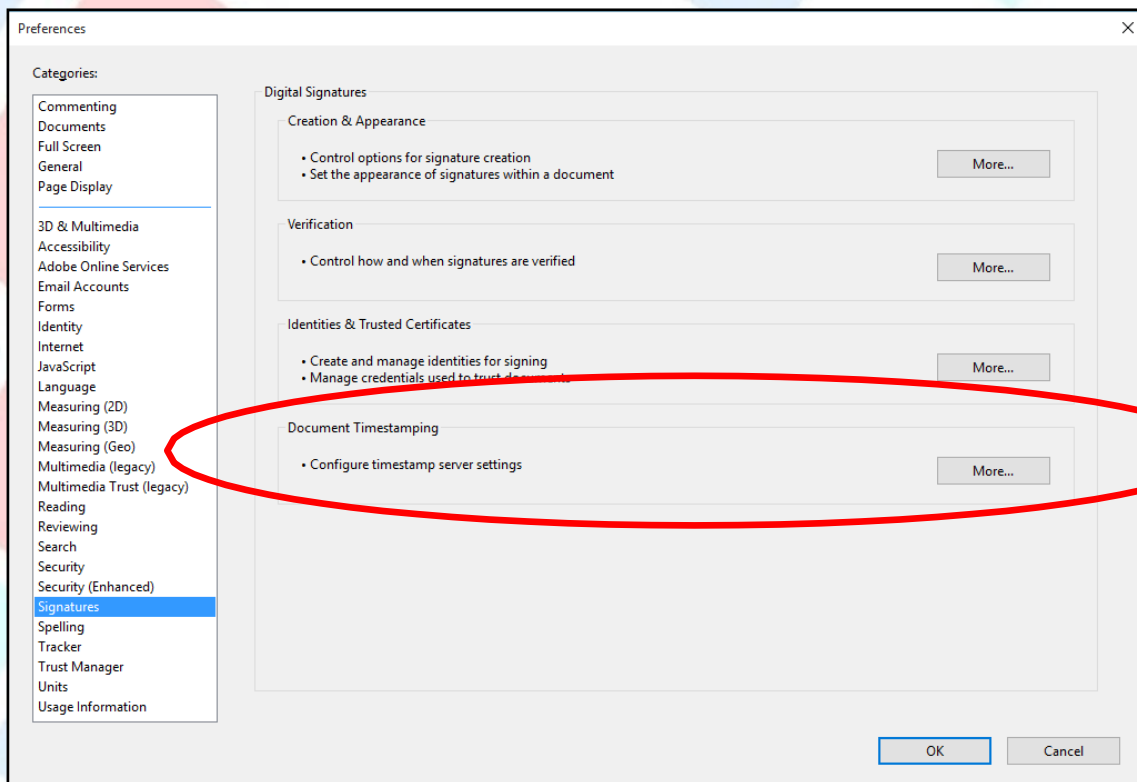 Preferences
Categories:
Commenting
Documents
Full Screen
General
Page Display
3D & Multimedia
Accessibility
Adobe Online Services
Email Accounts
Forms
Identity
Internet
JavaScript
Language
Measuring (2D)
Measuring (3D)
Measuring (Geo)
Multimedia (legacy)
Multimedia Trust (legacy)
Reading
Reviewing
Search
Security
Security (Enhanced)
Signatures
Spelling
Tracker
Trust Manager
Units
Usage Information
Digital Signatures
Creation & Appearance
• Control options for signature creation
• Set the appearance of signatures within a document
More...
Verification
• Control how and when signatures are verified
More...
Identities & Trusted Certificates
• Create and manage identities for signing
• Manage credentials used to trust documents
More...
Document Timestamping
• Configure timestamp server settings
More...
OK
Cancel